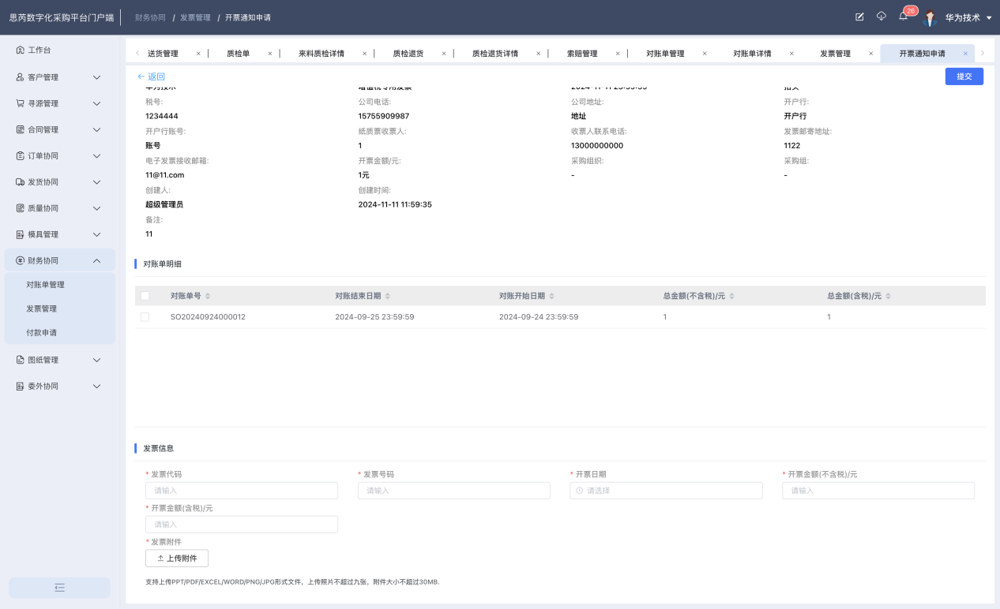 思芮数字化采购平台门户端
财务协同 / 发票管理 / 开票通知申请
26
华为技术
工作台
客户管理
寻源管理
合同管理
订单协同
发货协同
质量协同
模具管理
财务协同
对账单管理
发票管理
付款申请
图纸管理
委外协同
送货管理 × 质检单 × 来料质检详情 × 质检退货 × 质检退货详情 × 索赔管理 × 对账单管理 × 对账单详情 × 发票管理 × 开票通知申请 ×
返回
提交
税号: 公司电话: 公司地址: 开户行:
1234444 15755909987 地址 开户行
开户行账号: 纸质票收票人: 收票人联系电话: 发票邮寄地址:
账号 1 13000000000 1122
电子发票接收邮箱: 开票金额/元: 采购组织: 采购组:
11@11.com 1元 - -
创建人: 创建时间:
超级管理员 2024-11-11 11:59:35
备注:
11
对账单明细
对账单号 对账结束日期 对账开始日期 总金额(不含税)/元 总金额(含税)/元
SO20240924000012 2024-09-25 23:59:59 2024-09-24 23:59:59 1 1
发票信息
* 发票代码 * 发票号码 * 开票日期 * 开票金额(不含税)/元
请输入 请输入 请选择 请输入
* 开票金额(含税)/元
请输入
* 发票附件
上传附件
支持上传PPT/PDF/EXCEL/WORD/PNG/JPG形式文件，上传照片不超过九张，附件大小不超过30MB.